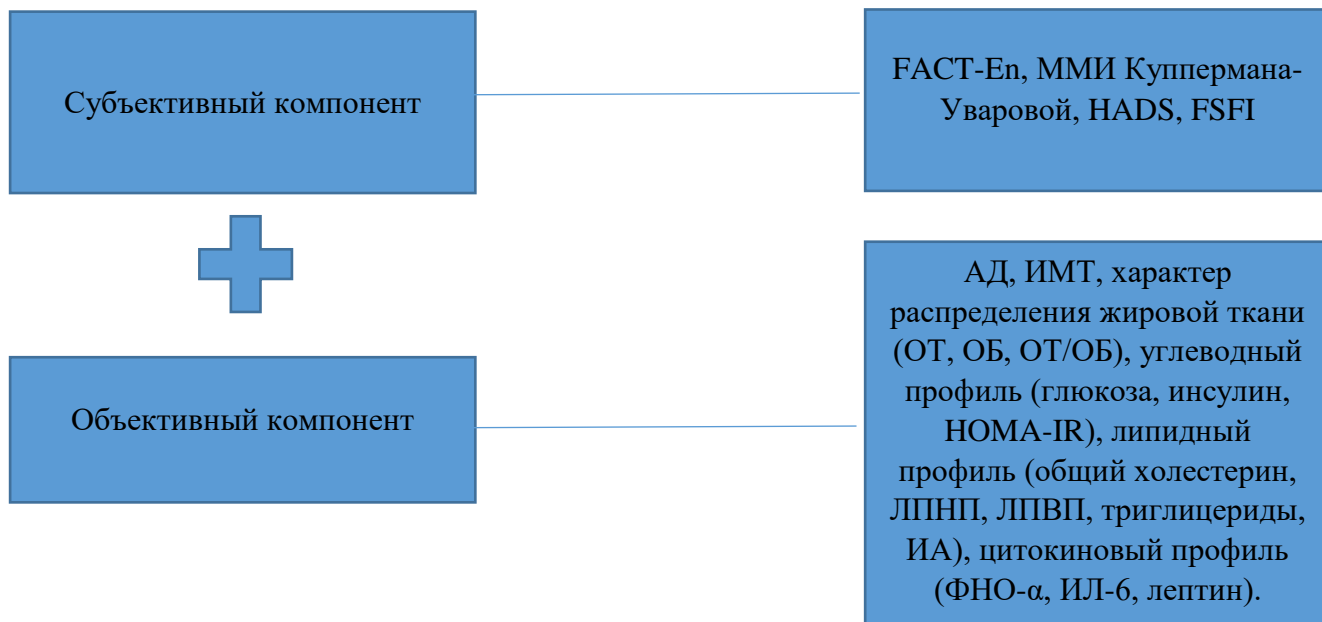 Субъективный компонент
FACT-En, ММИ Куппермана-
Уваровой, HADS, FSFI
Объективный компонент
АД, ИМТ, характер
распределения жировой ткани
(ОТ, ОБ, ОТ/ОБ), углеводный
профиль (глюкоза, инсулин,
HOMA-IR), липидный
профиль (общий холестерин,
ЛПНП, ЛПВП, триглицериды,
ИА), цитокиновый профиль
(ФНО-α, ИЛ-6, лептин).